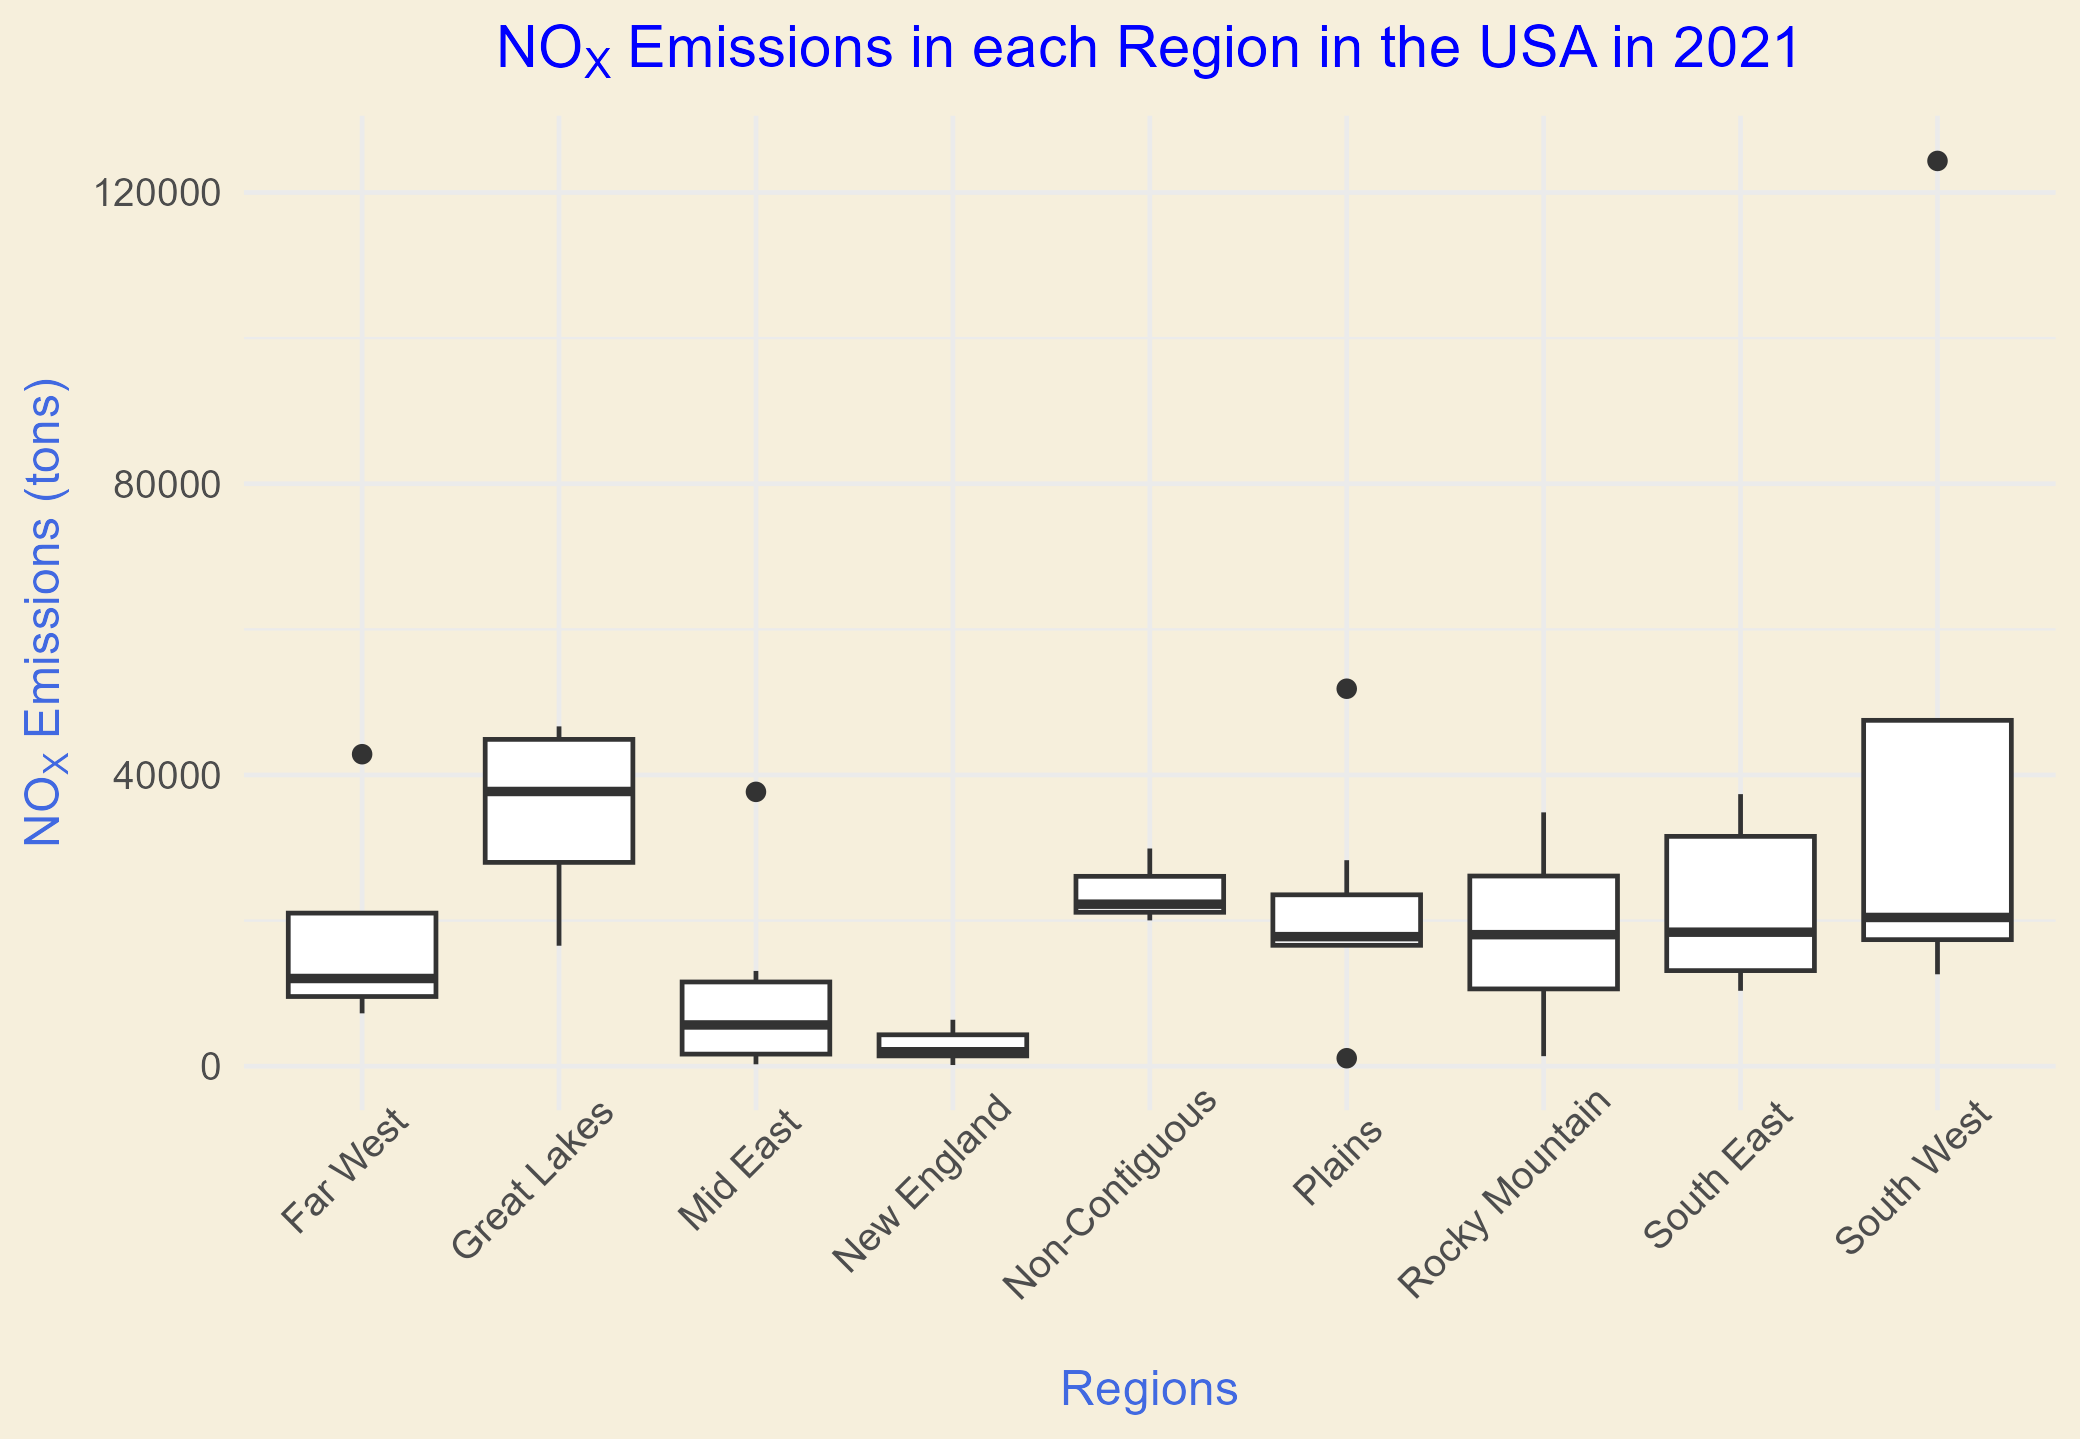 NOX Emissions in each Region in the USA in 2021
NOX Emissions (tons)
120000
80000
40000
0
Far West
Great Lakes
Mid East
New England
Non-Contiguous
Plains
Rocky Mountain
South East
South West
Regions